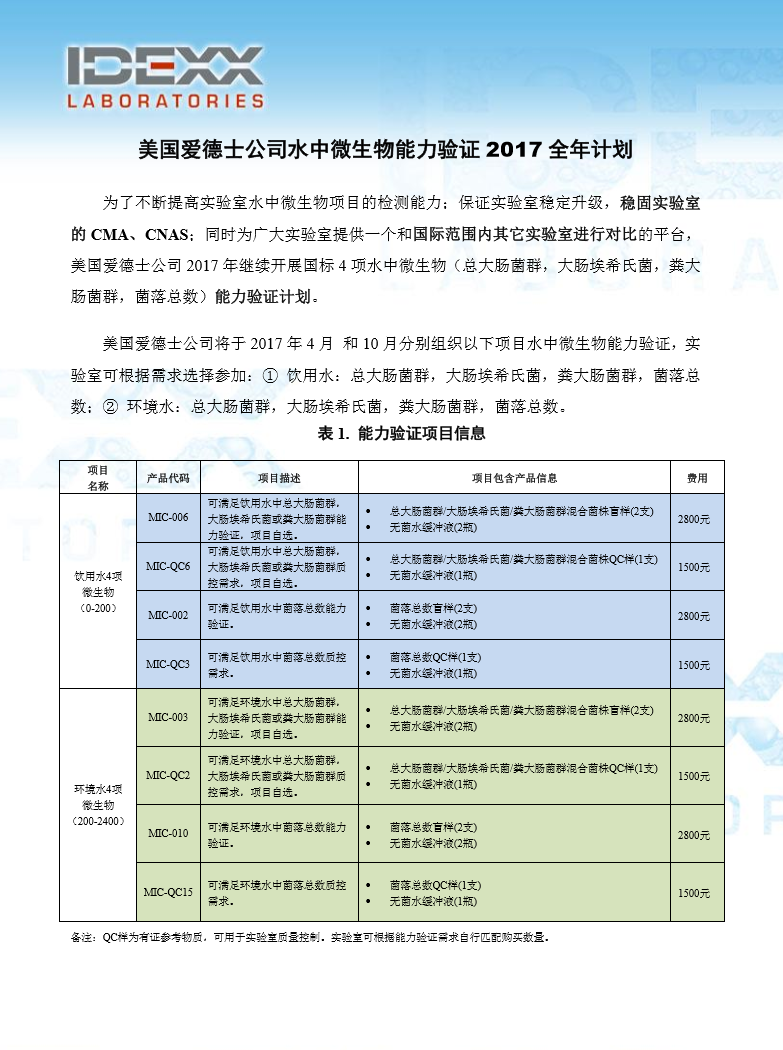 IDEXX
LABORATORIES
美国爱德士公司水中微生物能力验证 2017 全年计划
为了不断提高实验室水中微生物项目的检测能力；保证实验室稳定升级，稳固实验室
的 CMA、CNAS；同时为广大实验室提供一个和国际范围内其它实验室进行对比的平台，
美国爱德士公司 2017 年继续开展国标 4 项水中微生物（总大肠菌群，大肠埃希氏菌，粪大
肠菌群，菌落总数）能力验证计划。
美国爱德士公司将于 2017 年 4 月 和 10 月分别组织以下项目水中微生物能力验证，实
验室可根据需求选择参加：① 饮用水：总大肠菌群，大肠埃希氏菌，粪大肠菌群，菌落总
数；② 环境水：总大肠菌群，大肠埃希氏菌，粪大肠菌群，菌落总数。
表 1. 能力验证项目信息
项目
名称
产品代码
项目描述
项目包含产品信息
费用
饮用水4项
微生物
（0-200）
MIC-006
可满足饮用水中总大肠菌群，
大肠埃希氏菌或粪大肠菌群能
力验证，项目自选。
• 总大肠菌群/大肠埃希氏菌/粪大肠菌群混合菌株盲样(2支)
• 无菌水缓冲液(2瓶)
2800元
MIC-QC6
可满足饮用水中总大肠菌群，
大肠埃希氏菌或粪大肠菌群质
控需求，项目自选。
• 总大肠菌群/大肠埃希氏菌/粪大肠菌群混合菌株QC样(1支)
• 无菌水缓冲液(1瓶)
1500元
MIC-002
可满足饮用水中菌落总数能力
验证。
• 菌落总数盲样(2支)
• 无菌水缓冲液(2瓶)
2800元
MIC-QC3
可满足饮用水中菌落总数质控
需求。
• 菌落总数QC样(1支)
• 无菌水缓冲液(1瓶)
1500元
环境水4项
微生物
（200-2400）
MIC-003
可满足环境水中总大肠菌群，
大肠埃希氏菌或粪大肠菌群能
力验证，项目自选。
• 总大肠菌群/大肠埃希氏菌/粪大肠菌群混合菌株盲样(2支)
• 无菌水缓冲液(2瓶)
2800元
MIC-QC2
可满足环境水中总大肠菌群，
大肠埃希氏菌或粪大肠菌群质
控需求，项目自选。
• 总大肠菌群/大肠埃希氏菌/粪大肠菌群混合菌株QC样(1支)
• 无菌水缓冲液(1瓶)
1500元
MIC-010
可满足环境水中菌落总数能力
验证。
• 菌落总数盲样(2支)
• 无菌水缓冲液(2瓶)
2800元
MIC-QC15
可满足环境水中菌落总数质控
需求。
• 菌落总数QC样(1支)
• 无菌水缓冲液(1瓶)
1500元
备注：QC样为有证参考物质，可用于实验室质量控制。实验室可根据能力验证需求自行匹配购买数量。